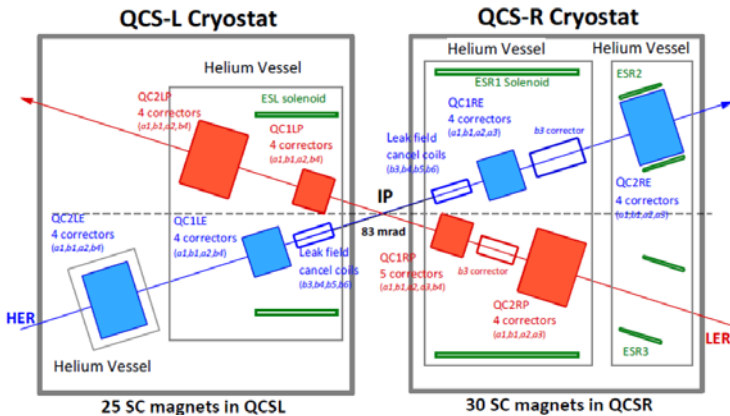 QCS-L Cryostat
QCS-R Cryostat
Helium Vessel
ESL solenoid
QC2LP
4 correctors
(a1,b1,a2,b4)
QC1LP
4 correctors
(a1,b1,a2,b4)
QC2LE
4 correctors
(a1,b1,a2,b4)
QC1LE
4 correctors
(a1,b1,a2,b4)
Leak field
cancel coils
(b3,b4,b5,b6)
HER
Helium Vessel
IP
83 mrad
Helium Vessel
ESR1 Solenoid
QC1RE
4 correctors
(a1,b1,a2,a3)
Leak field
cancel coils
(b3,b4,b5,b6)
b3 corrector
Helium Vessel
ESR2
QC2RE
4 correctors
(a1,b1,a2,a3)
QC1RP
5 correctors
(a1,b1,a2,a3,b4)
b3 corrector
QC2RP
4 correctors
(a1,b1,a2,a3)
ESR3
LER
25 SC magnets in QCSL
30 SC magnets in QCSR